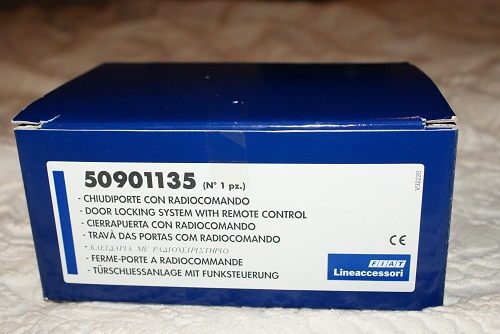 50901135 (N° 1 pz.)
- CHIUDIPORTE CON RADIOCOMANDO
- DOOR LOCKING SYSTEM WITH REMOTE CONTROL
- CIERRAPUERTA CON RADIOCOMANDO
- TRAVÀ DAS PORTAS COM RADIOCOMANDO
- ΚΛΕΙΔΑΡΙΑ ΜΕ ΡΑΔΙΟΧΕΙΡΙΣΤΗΡΙΟ
- FERME-PORTE A RADIOCOMMANDE
- TÜRSCHLIESSANLAGE MIT FUNKSTEUERUNG
CE
FIAT
Lineaccessori